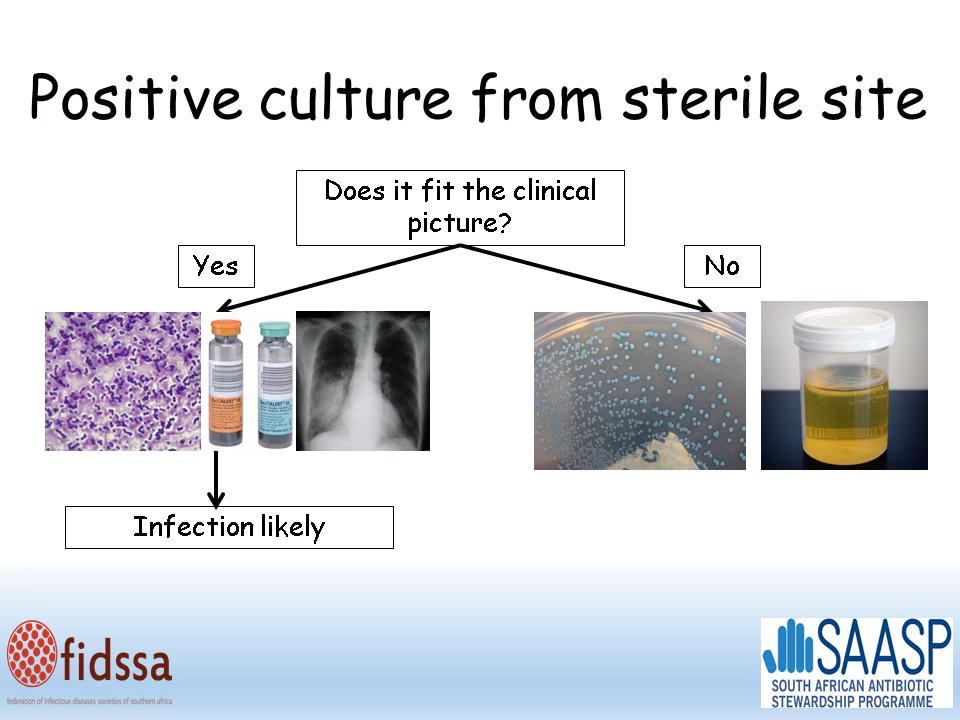 Positive culture from sterile site
Does it fit the clinical
picture?
Yes
No
Infection likely
fidssa
federation of infectious diseases societies of southern africa
SAASP
SOUTH AFRICAN ANTIBIOTIC
STEWARDSHIP PROGRAMME